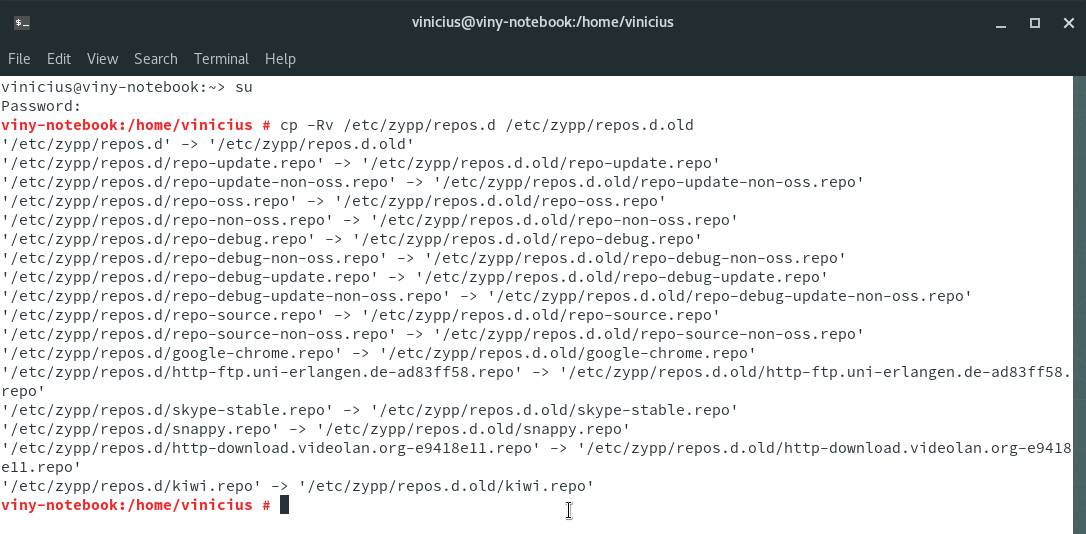 vinicius@viny-notebook:/home/vinicius
File Edit View Search Terminal Help
vinicius@viny-notebook:~> su
Password:
viny-notebook:/home/vinicius # cp -Rv /etc/zypp/repos.d /etc/zypp/repos.d.old
'/etc/zypp/repos.d' -> '/etc/zypp/repos.d.old'
'/etc/zypp/repos.d/repo-update.repo' -> '/etc/zypp/repos.d.old/repo-update.repo'
'/etc/zypp/repos.d/repo-update-non-oss.repo' -> '/etc/zypp/repos.d.old/repo-update-non-oss.repo'
'/etc/zypp/repos.d/repo-oss.repo' -> '/etc/zypp/repos.d.old/repo-oss.repo'
'/etc/zypp/repos.d/repo-non-oss.repo' -> '/etc/zypp/repos.d.old/repo-non-oss.repo'
'/etc/zypp/repos.d/repo-debug.repo' -> '/etc/zypp/repos.d.old/repo-debug.repo'
'/etc/zypp/repos.d/repo-debug-non-oss.repo' -> '/etc/zypp/repos.d.old/repo-debug-non-oss.repo'
'/etc/zypp/repos.d/repo-debug-update.repo' -> '/etc/zypp/repos.d.old/repo-debug-update.repo'
'/etc/zypp/repos.d/repo-debug-update-non-oss.repo' -> '/etc/zypp/repos.d.old/repo-debug-update-non-oss.repo'
'/etc/zypp/repos.d/repo-source.repo' -> '/etc/zypp/repos.d.old/repo-source.repo'
'/etc/zypp/repos.d/repo-source-non-oss.repo' -> '/etc/zypp/repos.d.old/repo-source-non-oss.repo'
'/etc/zypp/repos.d/google-chrome.repo' -> '/etc/zypp/repos.d.old/google-chrome.repo'
'/etc/zypp/repos.d/http-ftp.uni-erlangen.de-ad83ff58.repo' -> '/etc/zypp/repos.d.old/http-ftp.uni-erlangen.de-ad83ff58.
repo'
'/etc/zypp/repos.d/skype-stable.repo' -> '/etc/zypp/repos.d.old/skype-stable.repo'
'/etc/zypp/repos.d/snappy.repo' -> '/etc/zypp/repos.d.old/snappy.repo'
'/etc/zypp/repos.d/http-download.videolan.org-e9418e11.repo' -> '/etc/zypp/repos.d.old/http-download.videolan.org-e9418
e11.repo'
'/etc/zypp/repos.d/kiwi.repo' -> '/etc/zypp/repos.d.old/kiwi.repo'
viny-notebook:/home/vinicius #